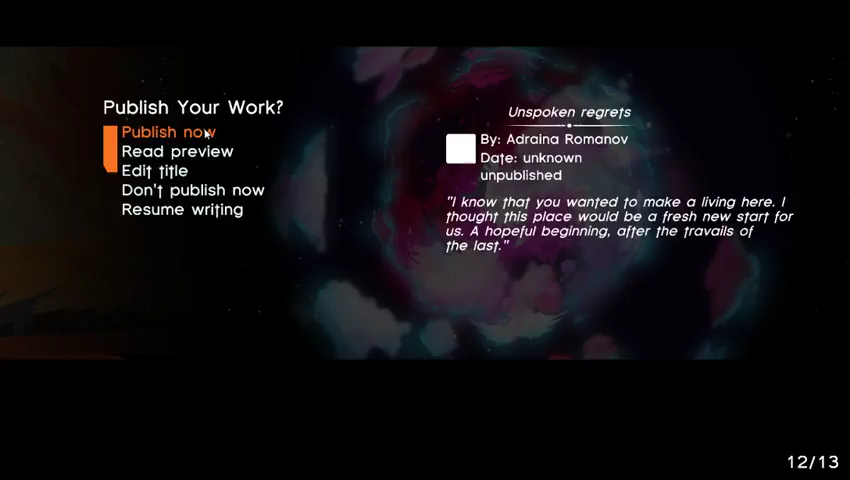 Publish Your Work?
Publish now
Read preview
Edit title
Don't publish now
Resume writing
Unspoken regrets
By: Adraina Romanov
Date: unknown
unpublished
"I know that you wanted to make a living here. I
thought this place would be a fresh new start for
us. A hopeful beginning, after the travails of
the last."
12/13